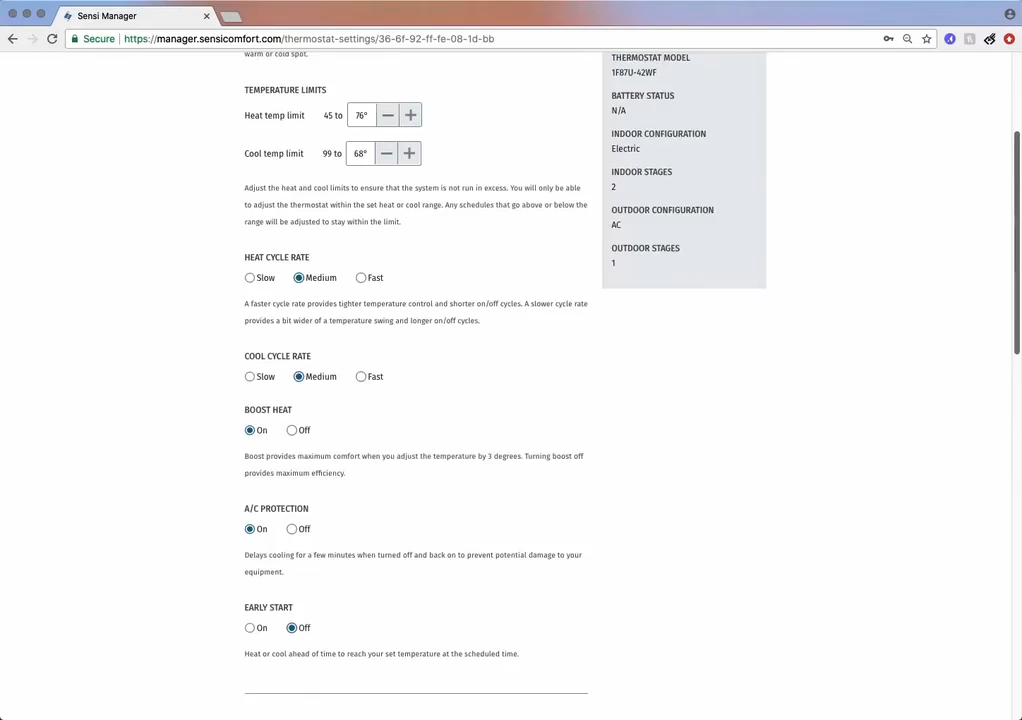 Sensi Manager
Secure
https://manager.sensicomfort.com/thermostat-settings/36-6f-92-ff-fe-08-1d-bb
warm or cold spot.
TEMPERATURE LIMITS
Heat temp limit 45 to 76°
Cool temp limit 99 to 68°
Adjust the heat and cool limits to ensure that the system is not run in excess. You will only be able
to adjust the thermostat within the set heat or cool range. Any schedules that go above or below the
range will be adjusted to stay within the limit.
HEAT CYCLE RATE
Slow Medium Fast
A faster cycle rate provides tighter temperature control and shorter on/off cycles. A slower cycle rate
provides a bit wider of a temperature swing and longer on/off cycles.
COOL CYCLE RATE
Slow Medium Fast
BOOST HEAT
On Off
Boost provides maximum comfort when you adjust the temperature by 3 degrees. Turning boost off
provides maximum efficiency.
A/C PROTECTION
On Off
Delays cooling for a few minutes when turned off and back on to prevent potential damage to your
equipment.
EARLY START
On Off
Heat or cool ahead of time to reach your set temperature at the scheduled time.
THERMOSTAT MODEL
1F87U-42WF
BATTERY STATUS
N/A
INDOOR CONFIGURATION
Electric
INDOOR STAGES
2
OUTDOOR CONFIGURATION
AC
OUTDOOR STAGES
1